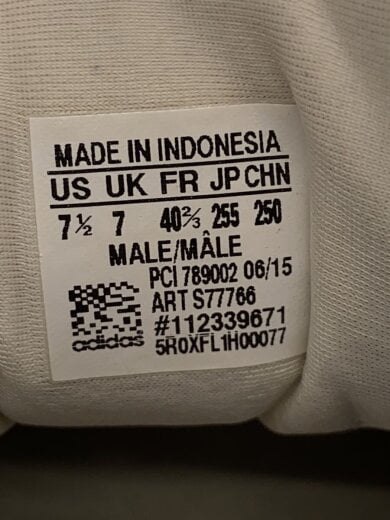 MADE IN INDONESIA
US UK FR JP CHN
7½ 7 40⅔ 255 250
MALE/MÂLE
PCI 789002 06/15
ART S77766
#112339671
adidas 5R0XFL1H00077